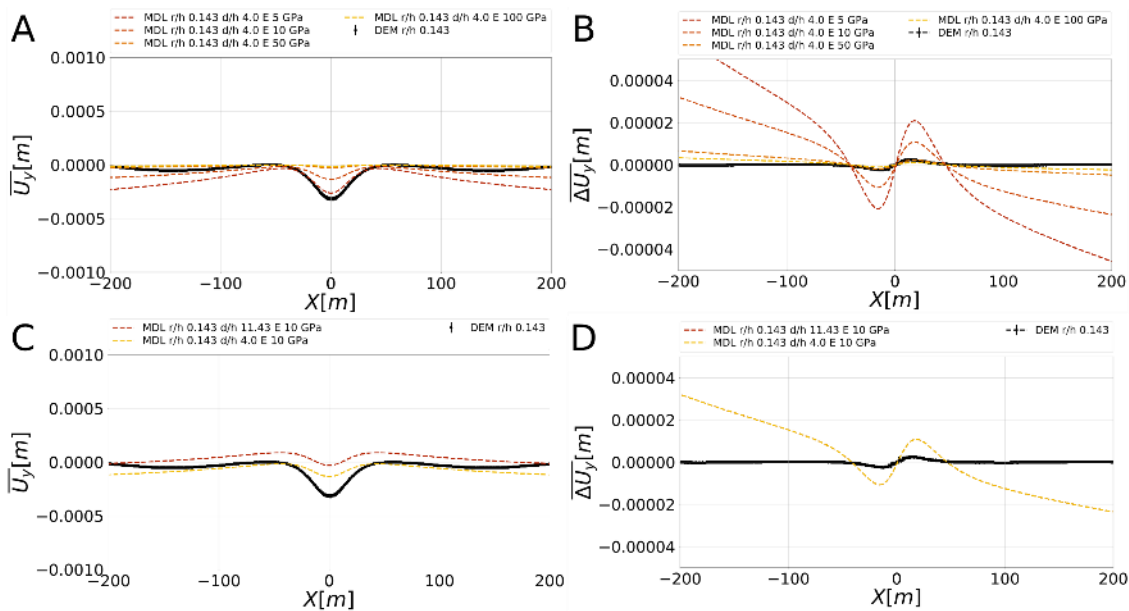 A
MDL r/h 0.143 d/h 4.0 E 5 GPa
MDL r/h 0.143 d/h 4.0 E 10 GPa
MDL r/h 0.143 d/h 4.0 E 50 GPa
MDL r/h 0.143 d/h 4.0 E 100 GPa
DEM r/h 0.143
0.0010
0.0005
0.0000
−0.0005
−0.0010
U_y[m]
−200
−100
0
100
200
X[m]
B
MDL r/h 0.143 d/h 4.0 E 5 GPa
MDL r/h 0.143 d/h 4.0 E 10 GPa
MDL r/h 0.143 d/h 4.0 E 50 GPa
MDL r/h 0.143 d/h 4.0 E 100 GPa
DEM r/h 0.143
0.00004
0.00002
0.00000
−0.00002
−0.00004
ΔU_y[m]
−200
−100
0
100
200
X[m]
C
MDL r/h 0.143 d/h 11.43 E 10 GPa
MDL r/h 0.143 d/h 4.0 E 10 GPa
DEM r/h 0.143
0.0010
0.0005
0.0000
−0.0005
−0.0010
U_y[m]
−200
−100
0
100
200
X[m]
D
MDL r/h 0.143 d/h 11.43 E 10 GPa
MDL r/h 0.143 d/h 4.0 E 10 GPa
DEM r/h 0.143
0.00004
0.00002
0.00000
−0.00002
−0.00004
ΔU_y[m]
−200
−100
0
100
200
X[m]